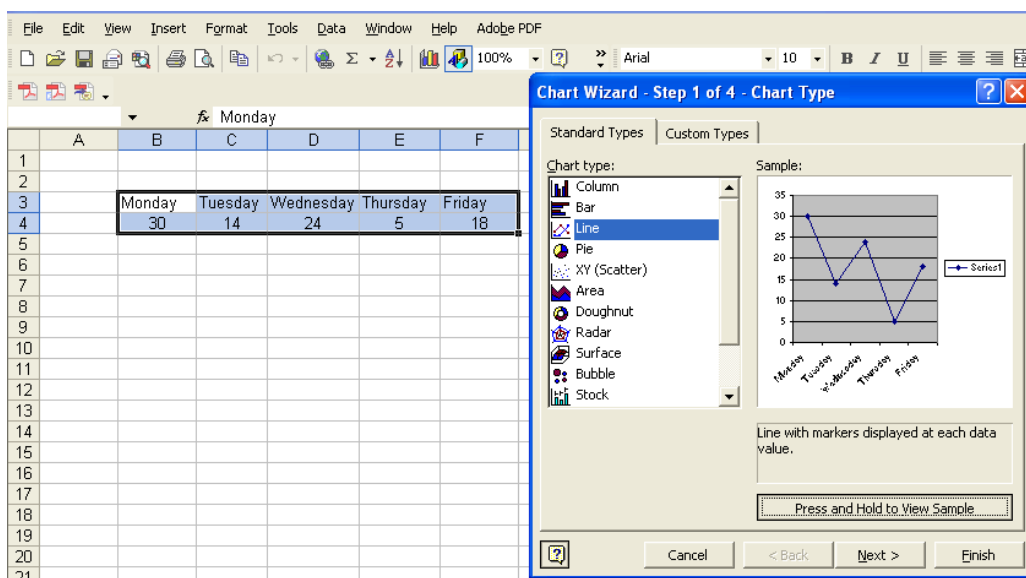 File Edit View Insert Format Tools Data Window Help Adobe PDF
100% Arial 10 B I U
Monday
A B C D E F
1
2
3 Monday Tuesday Wednesday Thursday Friday
4 30 14 24 5 18
5
6
7
8
9
10
11
12
13
14
15
16
17
18
19
20
21
Chart Wizard - Step 1 of 4 - Chart Type
Standard Types Custom Types
Chart type:
Column
Bar
Line
Pie
XY (Scatter)
Area
Doughnut
Radar
Surface
Bubble
Stock
Sample:
35
30
25
20
15
10
5
0
Monday Tuesday Wednesday Thursday Friday
Series1
Line with markers displayed at each data
value.
Press and Hold to View Sample
Cancel < Back Next > Finish